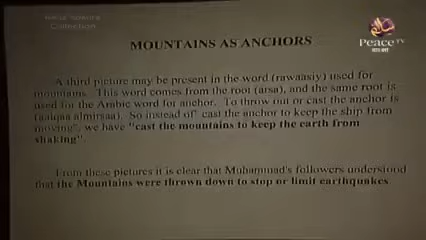 Collection
Peace TV
MOUNTAINS AS ANCHORS
A third picture may be present in the word (rawaasiy) used for
mountains. This word comes from the root (arsa), and the same root is
used for the Arabic word for anchor. To throw out or cast the anchor is
(alqaa almirsaa). So instead of" cast the anchor to keep the ship from
moving", we have "cast the mountains to keep the earth from
shaking".
From these pictures it is clear that Muhammad's followers understood
that the Mountains were thrown down to stop or limit earthquakes